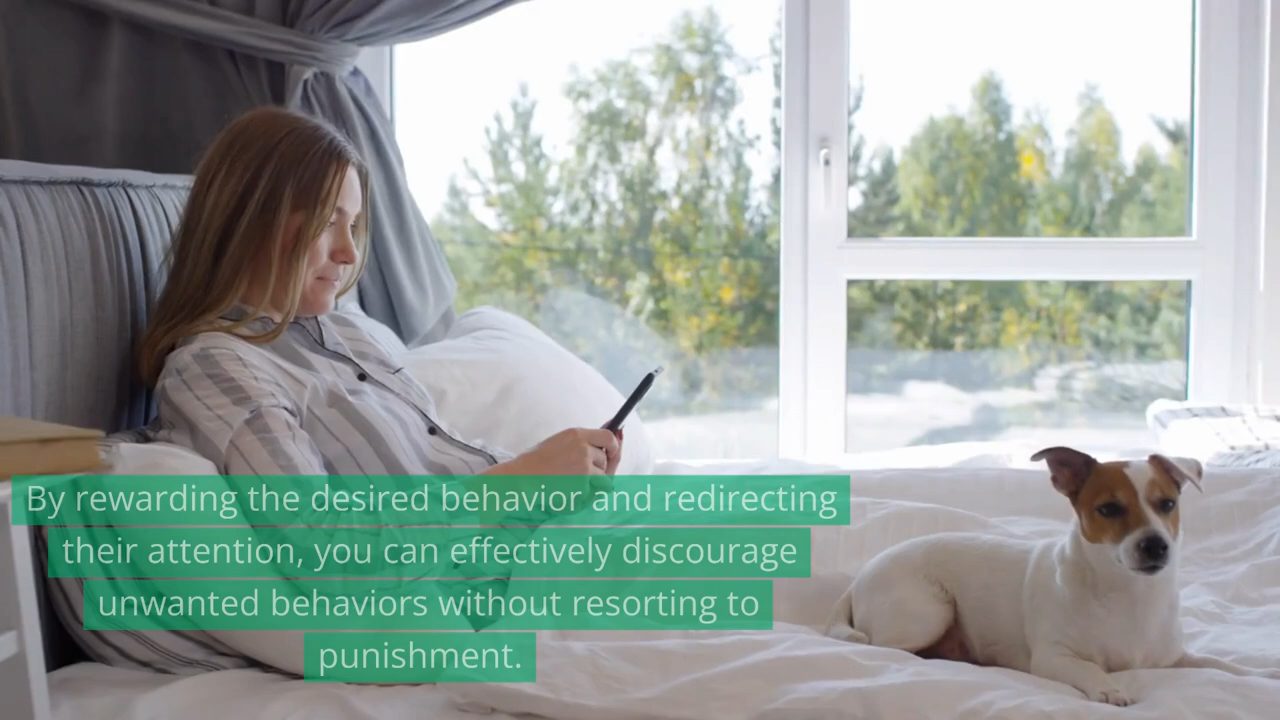 By rewarding the desired behavior and redirecting
their attention, you can effectively discourage
unwanted behaviors without resorting to
punishment.